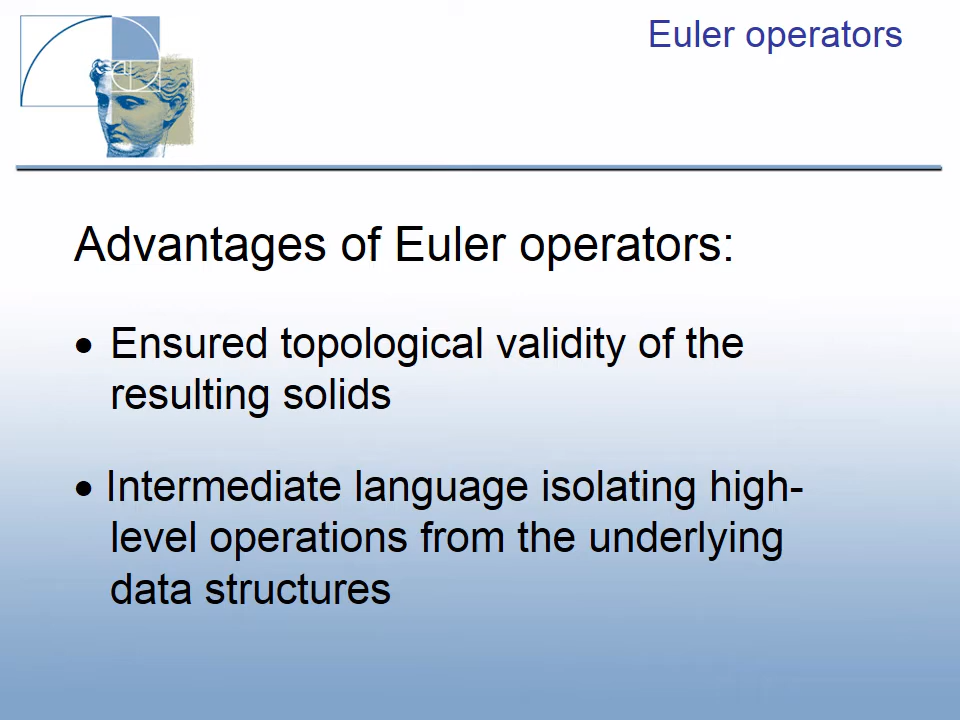 Euler operators
Advantages of Euler operators:
• Ensured topological validity of the
resulting solids
• Intermediate language isolating high-
level operations from the underlying
data structures